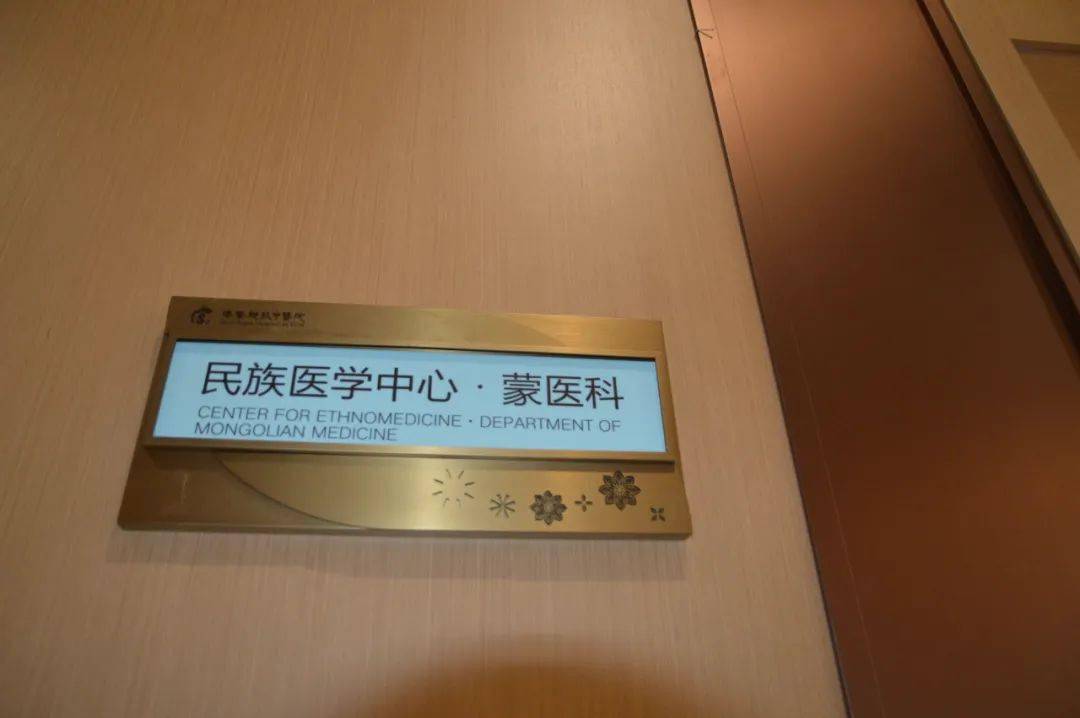 民族医学中心·蒙医科
CENTER FOR ETHNOMEDICINE·DEPARTMENT OF
MONGOLIAN MEDICINE